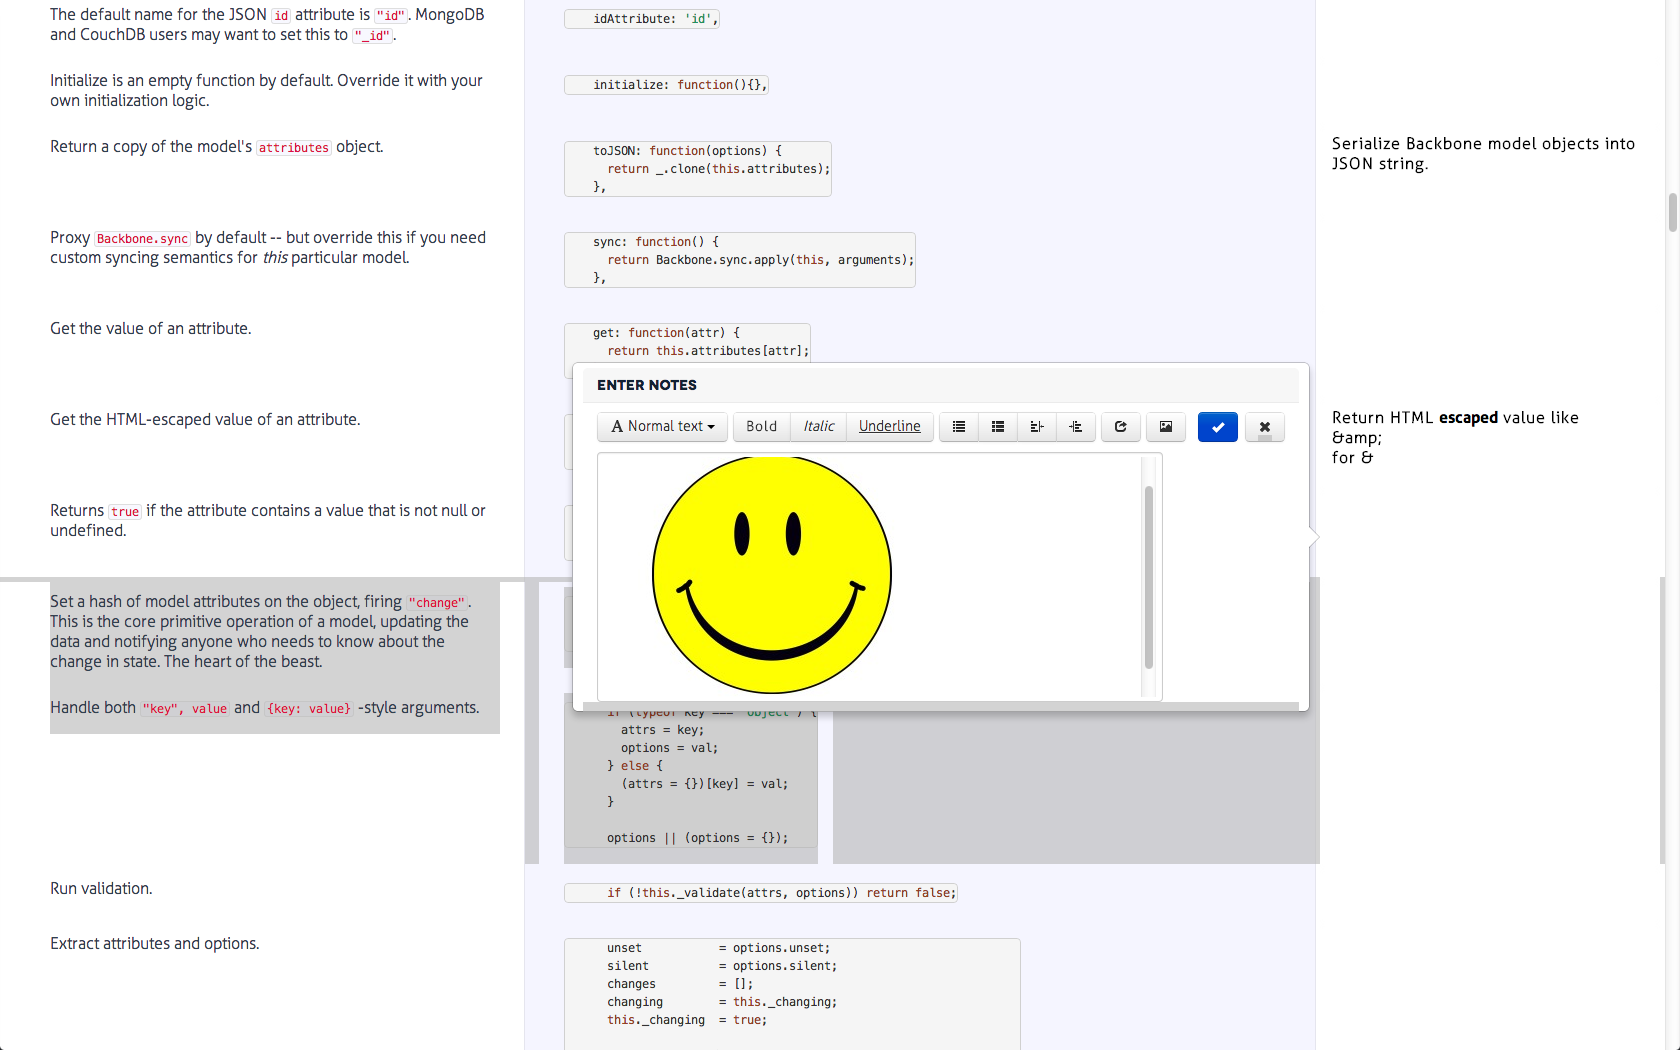 The default name for the JSON id attribute is "id". MongoDB
and CouchDB users may want to set this to "_id".
idAttribute: 'id',
Initialize is an empty function by default. Override it with your
own initialization logic.
initialize: function(){},
Return a copy of the model's attributes object.
toJSON: function(options) {
return _.clone(this.attributes);
},
Serialize Backbone model objects into
JSON string.
Proxy Backbone.sync by default -- but override this if you need
custom syncing semantics for this particular model.
sync: function() {
return Backbone.sync.apply(this, arguments);
},
Get the value of an attribute.
get: function(attr) {
return this.attributes[attr];
ENTER NOTES
Normal text
Bold
Italic
Underline
Get the HTML-escaped value of an attribute.
Return HTML escaped value like
&amp;
for &
Returns true if the attribute contains a value that is not null or
undefined.
Set a hash of model attributes on the object, firing "change".
This is the core primitive operation of a model, updating the
data and notifying anyone who needs to know about the
change in state. The heart of the beast.
Handle both "key", value and {key: value} -style arguments.
if (typeof key === 'object') {
attrs = key;
options = val;
} else {
(attrs = {})[key] = val;
}
options || (options = {});
Run validation.
if (!this._validate(attrs, options)) return false;
Extract attributes and options.
unset = options.unset;
silent = options.silent;
changes = [];
changing = this._changing;
this._changing = true;